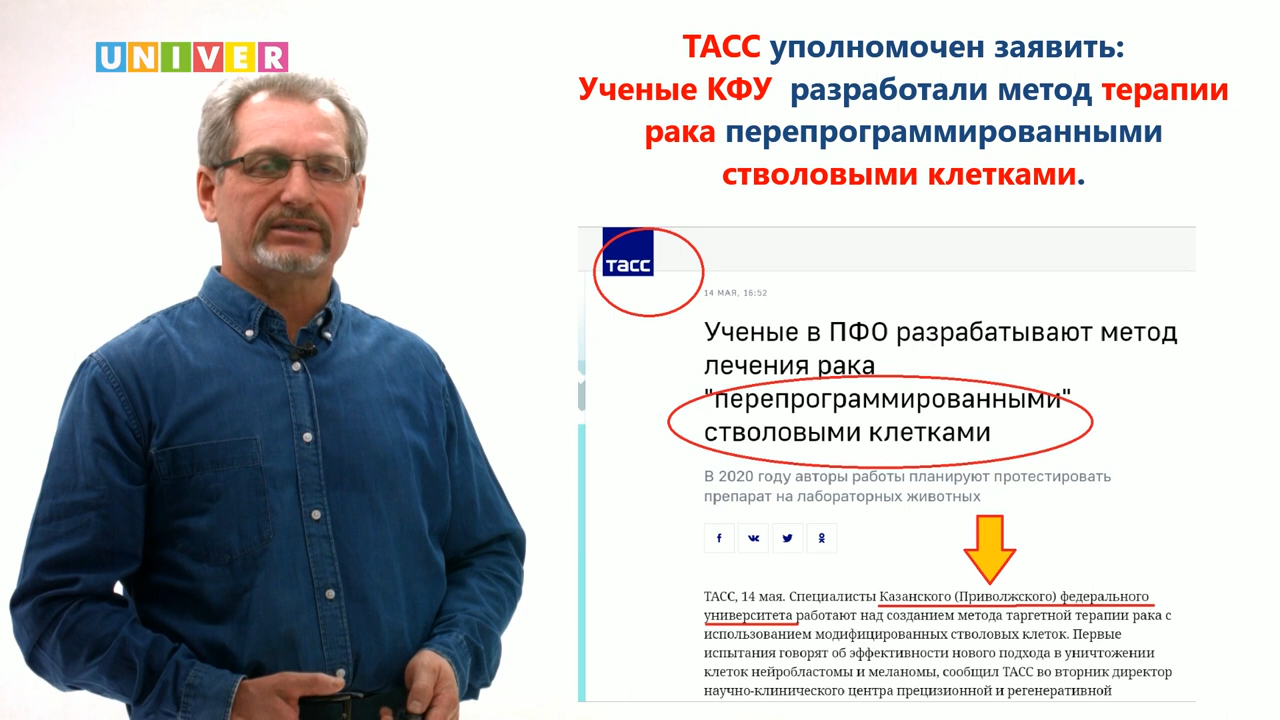 UNIVER
ТАСС уполномочен заявить:
Ученые КФУ разработали метод терапии
рака перепрограммированными
стволовыми клетками.
ТАСС
14 МАЯ, 16:52
Ученые в ПФО разрабатывают метод
лечения рака
"перепрограммированными"
стволовыми клетками
В 2020 году авторы работы планируют протестировать
препарат на лабораторных животных
ТАСС, 14 мая. Специалисты Казанского (Приволжского) федерального
университета работают над созданием метода таргетной терапии рака с
использованием модифицированных стволовых клеток. Первые
испытания говорят об эффективности нового подхода в уничтожении
клеток нейробластомы и меланомы, сообщил ТАСС во вторник директор
научно-клинического центра прецизионной и регенеративной